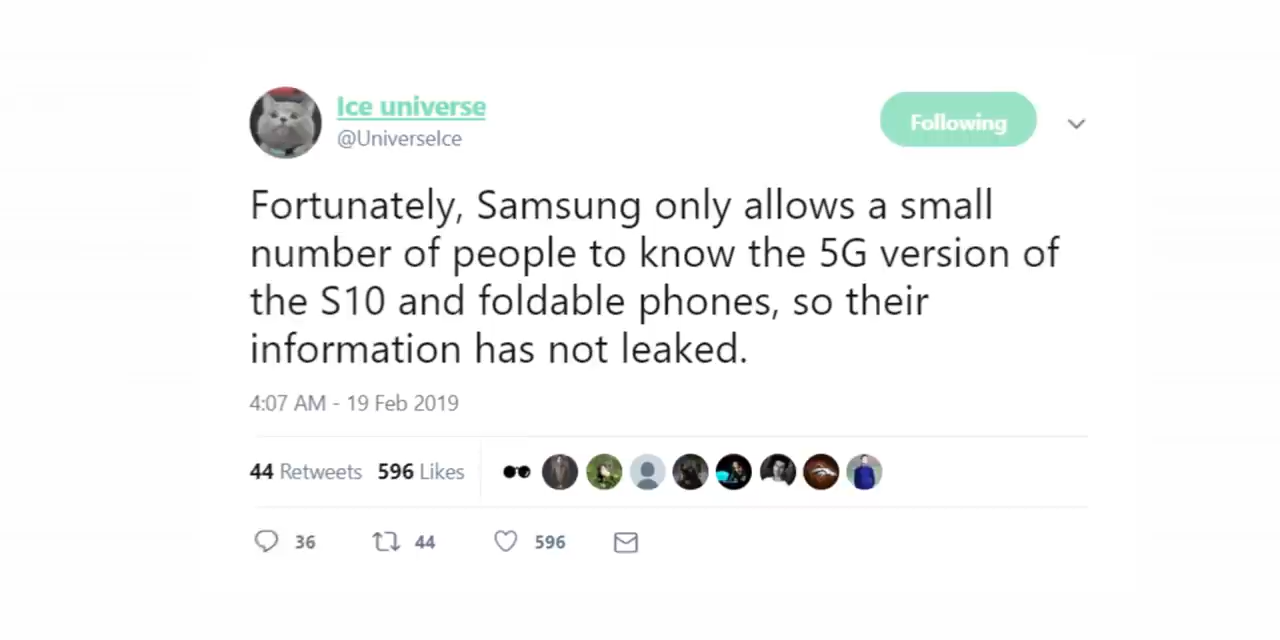 Ice universe
@UniverseIce
Following
Fortunately, Samsung only allows a small
number of people to know the 5G version of
the S10 and foldable phones, so their
information has not leaked.
4:07 AM - 19 Feb 2019
44 Retweets 596 Likes
36 44 596